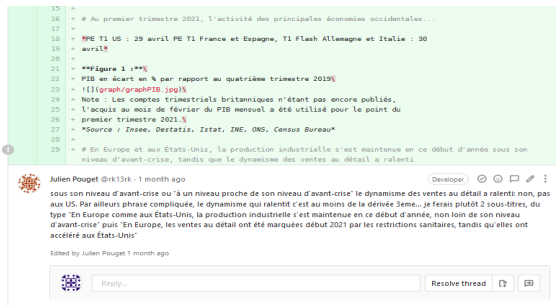 15 +
16 + # Au premier trimestre 2021, l'activité des principales économies occidentales...
17 +
18 + *PE T1 US : 29 avril PE T1 France et Espagne, T1 Flash Allemagne et Italie : 30
19 + avril*
20 +
21 + **Figure 1 :**\
22 + PIB en écart en % par rapport au quatrième trimestre 2019\
23 + ![](graph/graphPIB.jpg)\
24 + Note : Les comptes trimestriels britanniques n'étant pas encore publiés,
25 + l'acquis au mois de février du PIB mensuel a été utilisé pour le point du
26 + premier trimestre 2021.\
27 + *Source : Insee, Destatis, Istat, INE, ONS, Census Bureau*
28 +
29 + # En Europe et aux États-Unis, la production industrielle s'est maintenue en ce début d'année sous son
niveau d'avant-crise, tandis que le dynamisme des ventes au détail a ralenti
Julien Pouget @rk13rk · 1 month ago
Developer
sous son niveau d'avant-crise ou "à un niveau proche de son niveau d'avant-crise" le dynamisme des ventes au détail a ralenti: non, pas
aux US. Par ailleurs phrase compliquée, le dynamique qui ralentit c'est au moins de la dérivée 3eme... je ferais plutôt 2 sous-titres, du
type "En Europe comme aux États-Unis, la production industrielle s'est maintenue en ce début d'année, non loin de son niveau
d'avant-crise" puis "En Europe, les ventes au détail ont été marquées début 2021 par les restrictions sanitaires, tandis qu'elles ont
accéléré aux États-Unis"
Edited by Julien Pouget 1 month ago
Reply...
Resolve thread